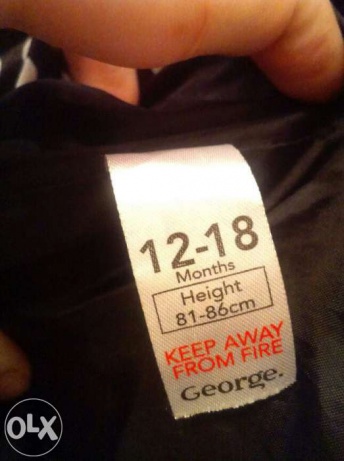 12-18
Months
Height
81-86cm
KEEP AWAY
FROM FIRE
George.
OLX